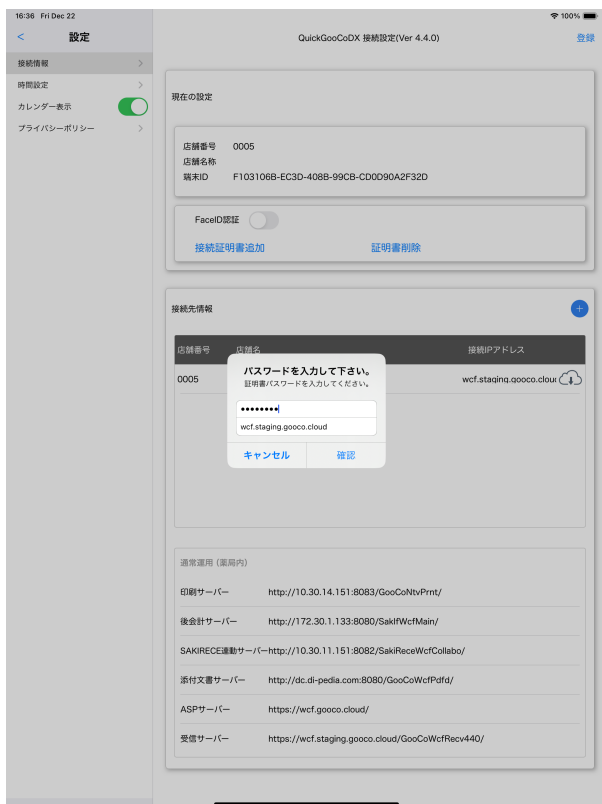 16:36 Fri Dec 22
100%
<
設定
QuickGooCoDX 接続設定(Ver 4.4.0)
登録
接続情報
時間設定
カレンダー表示
プライバシーポリシー
現在の設定
店舗番号 0005
店舗名称
端末ID F103106B-EC3D-408B-99CB-CD0D90A2F32D
FaceID認証
接続証明書追加
証明書削除
接続先情報
店舗番号 店舗名 接続IPアドレス
0005 wcf.staging.gooco.clou
パスワードを入力して下さい。
証明書パスワードを入力してください。
••••••••
wcf.staging.gooco.cloud
キャンセル 確認
通常運用 (薬局内)
印刷サーバー http://10.30.14.151:8083/GooCoNtvPrnt/
後会計サーバー http://172.30.1.133:8080/SakIfWcfMain/
SAKIRECE連動サーバーhttp://10.30.11.151:8082/SakiReceWcfCollabo/
添付文書サーバー http://dc.di-pedia.com:8080/GooCoWcfPdfd/
ASPサーバー https://wcf.gooco.cloud/
受信サーバー https://wcf.staging.gooco.cloud/GooCoWcfRecv440/